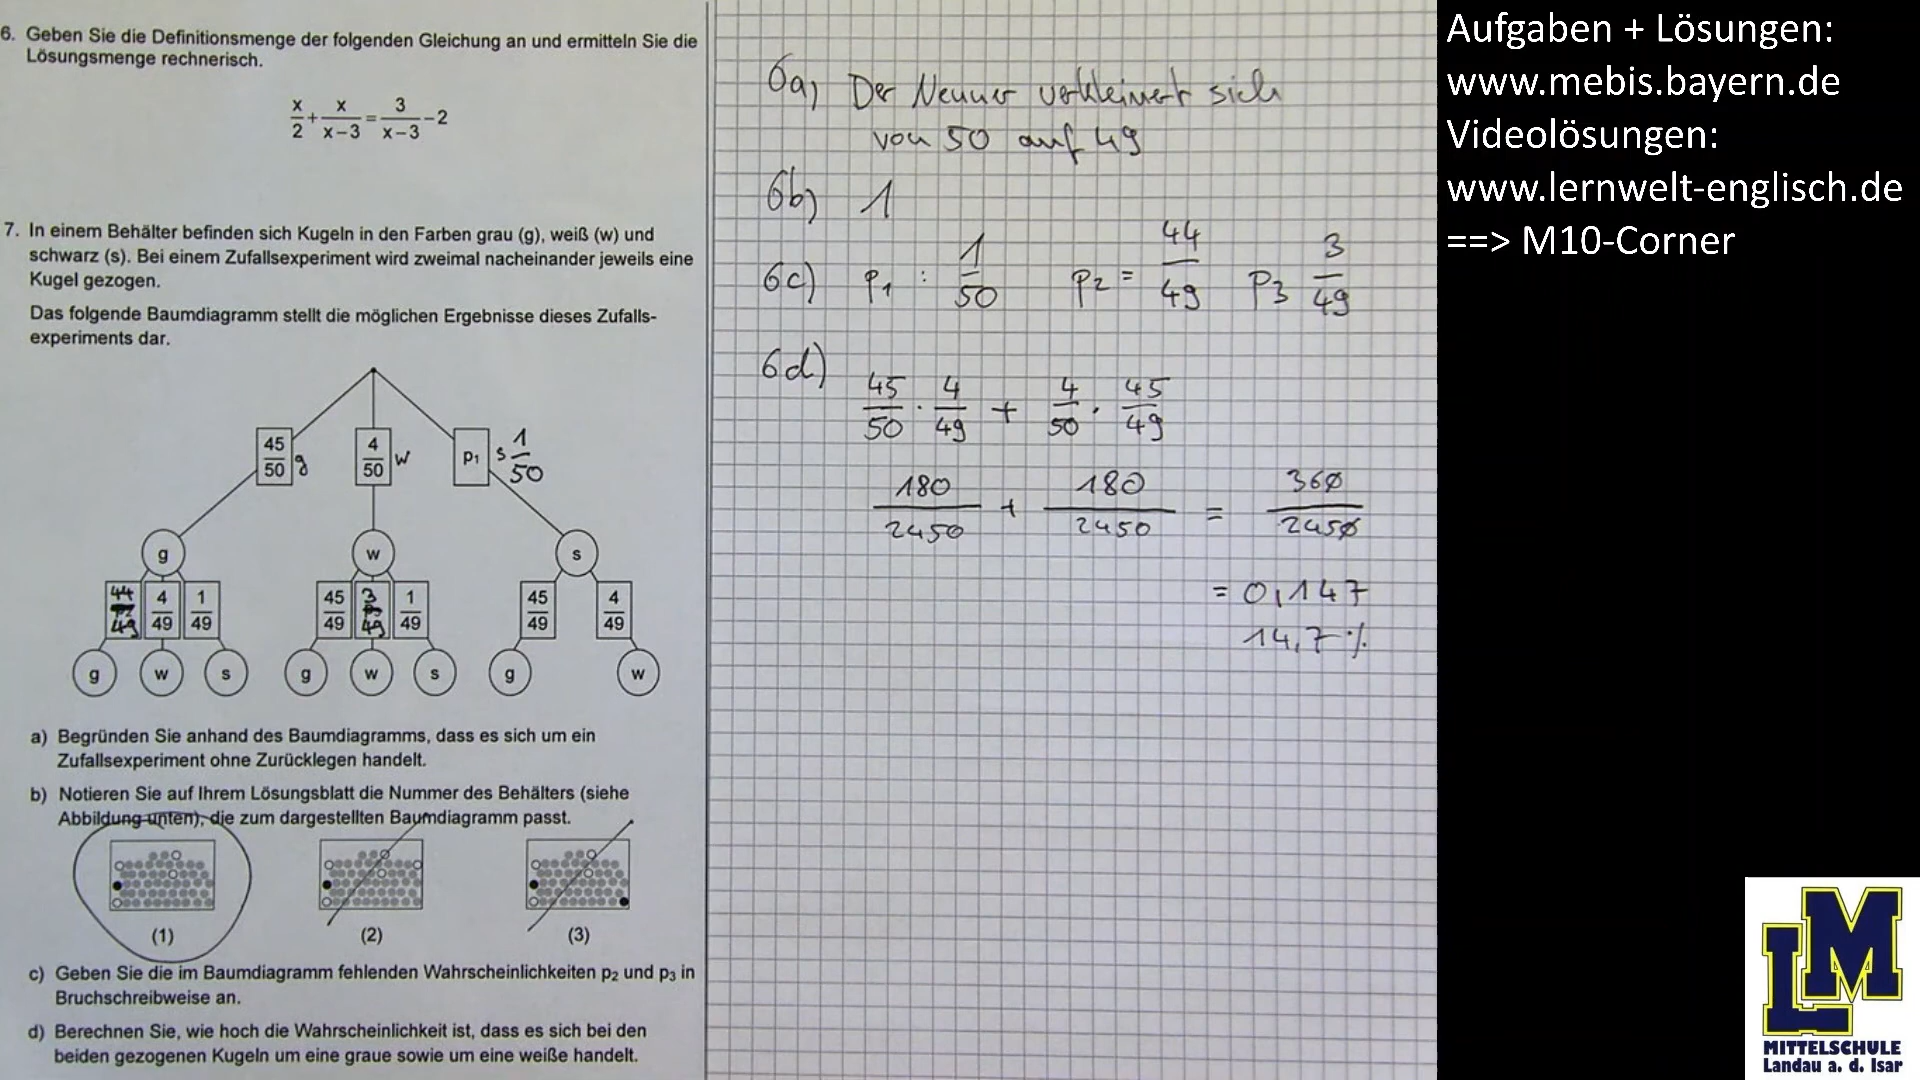 6. Geben Sie die Definitionsmenge der folgenden Gleichung an und ermitteln Sie die
Lösungsmenge rechnerisch.
x/2 + x/(x−3) = 3/(x−3) − 2
7. In einem Behälter befinden sich Kugeln in den Farben grau (g), weiß (w) und
schwarz (s). Bei einem Zufallsexperiment wird zweimal nacheinander jeweils eine
Kugel gezogen.
Das folgende Baumdiagramm stellt die möglichen Ergebnisse dieses Zufalls-
experiments dar.
45/50 g 4/50 w p₁ s 1/50
g w s
44/49 4/49 1/49 45/49 3/49 1/49 45/49 4/49
g w s g w s g w
a) Begründen Sie anhand des Baumdiagramms, dass es sich um ein
Zufallsexperiment ohne Zurücklegen handelt.
b) Notieren Sie auf Ihrem Lösungsblatt die Nummer des Behälters (siehe
Abbildung unten), die zum dargestellten Baumdiagramm passt.
(1) (2) (3)
c) Geben Sie die im Baumdiagramm fehlenden Wahrscheinlichkeiten p₂ und p₃ in
Bruchschreibweise an.
d) Berechnen Sie, wie hoch die Wahrscheinlichkeit ist, dass es sich bei den
beiden gezogenen Kugeln um eine graue sowie um eine weiße handelt.
6a) Der Nenner verkleinert sich
von 50 auf 49
6b) 1
6c) p₁ : 1/50 p₂ = 44/49 p3 3/49
6d) 45/50 · 4/49 + 4/50 · 45/49
180/2450 + 180/2450 = 360/2450
= 0,147
14,7 %
Aufgaben + Lösungen:
www.mebis.bayern.de
Videolösungen:
www.lernwelt-englisch.de
==> M10-Corner
LM
MITTELSCHULE
Landau a. d. Isar